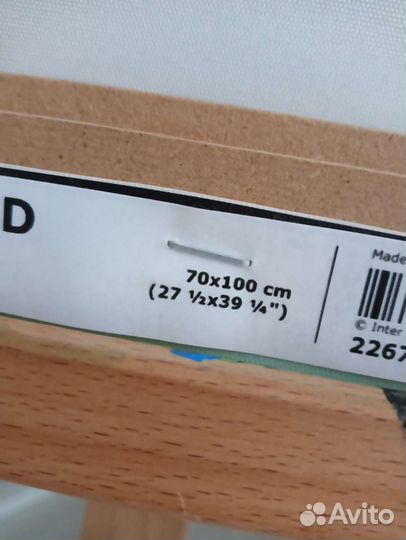 D
70x100 cm
(27 ½x39 ¼")
Made
© Inter
2267
Avito